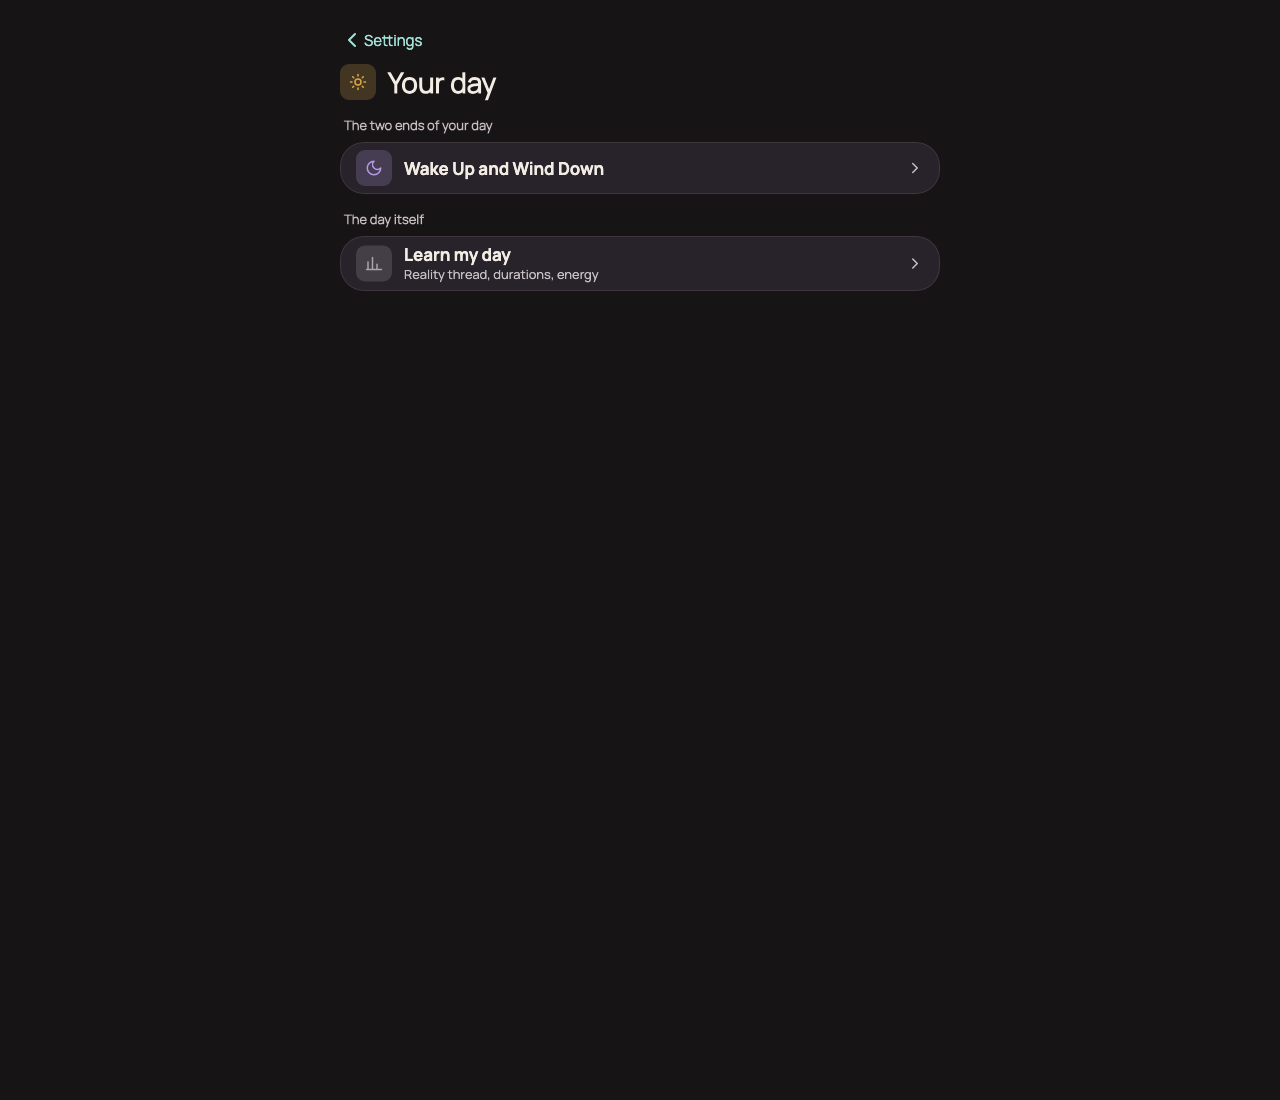 Settings
Your day
The two ends of your day
Wake Up and Wind Down
The day itself
Learn my day
Reality thread, durations, energy